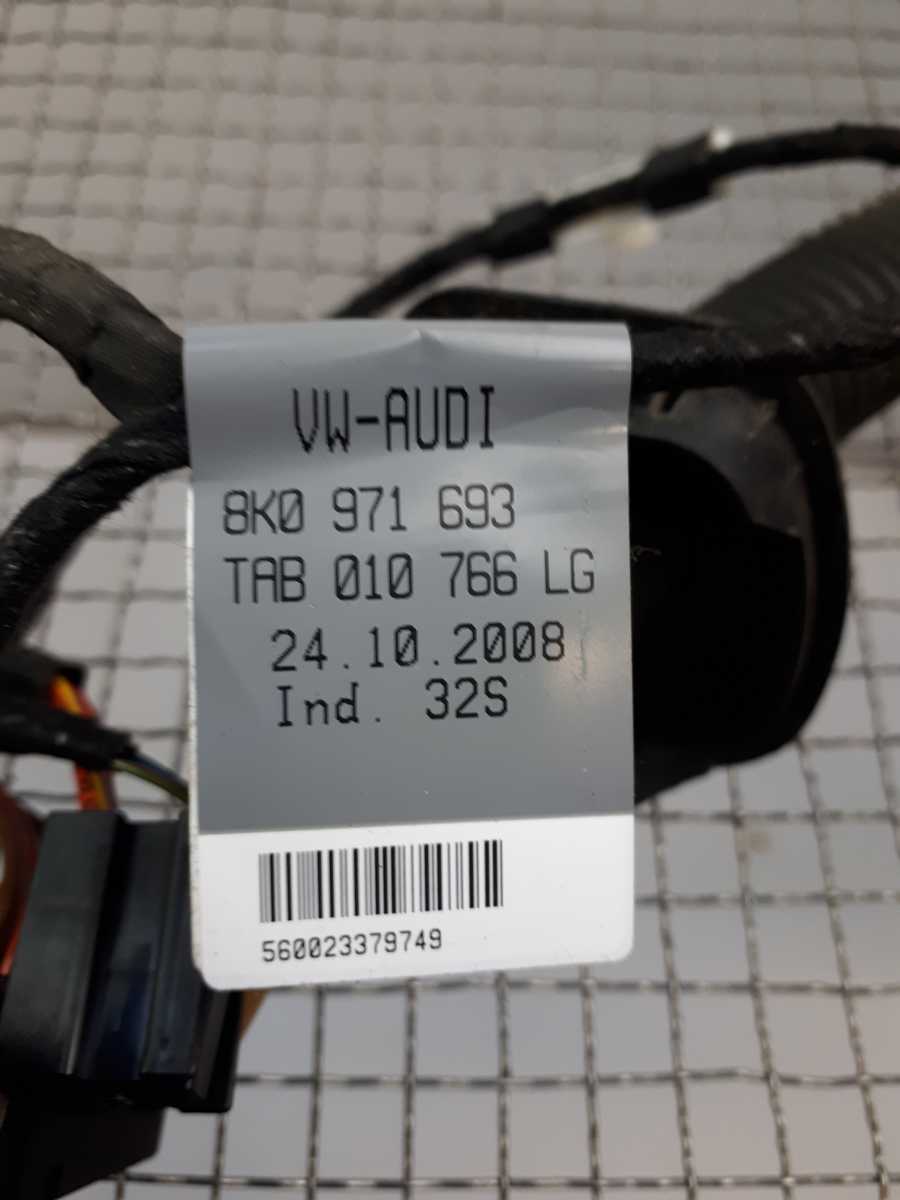 VW-AUDI
8K0 971 693
TAB 010 766 LG
24.10.2008
Ind. 32S
560023379749